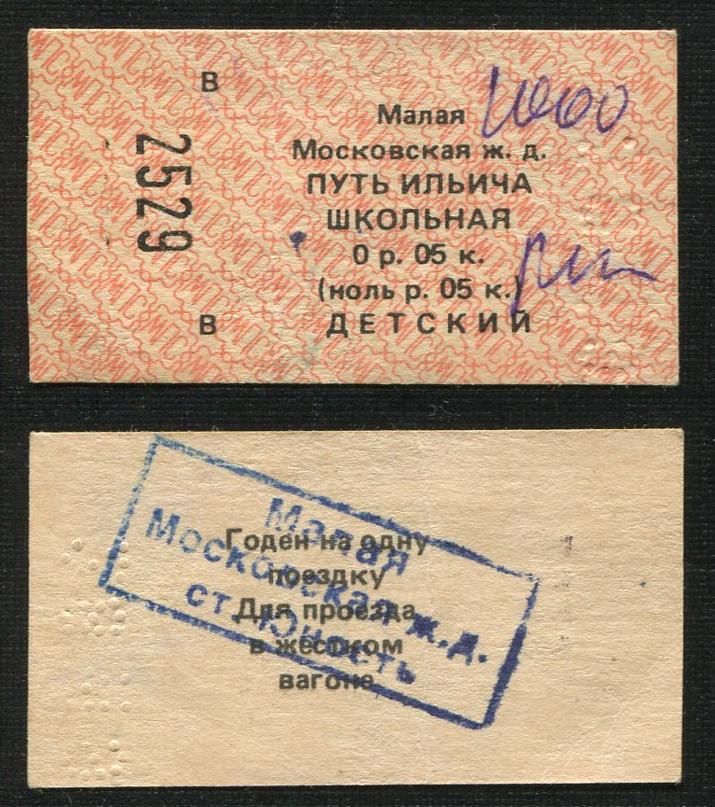 В
2529
В
Малая 1000
Московская ж. д.
ПУТЬ ИЛЬИЧА
ШКОЛЬНАЯ
0 р. 05 к.
(ноль р. 05 к.)
ДЕТСКИЙ
Годен на одну
поездку
Для проезда
в жестком
вагоне
Малая
Московская ж.д.
ст. Юность